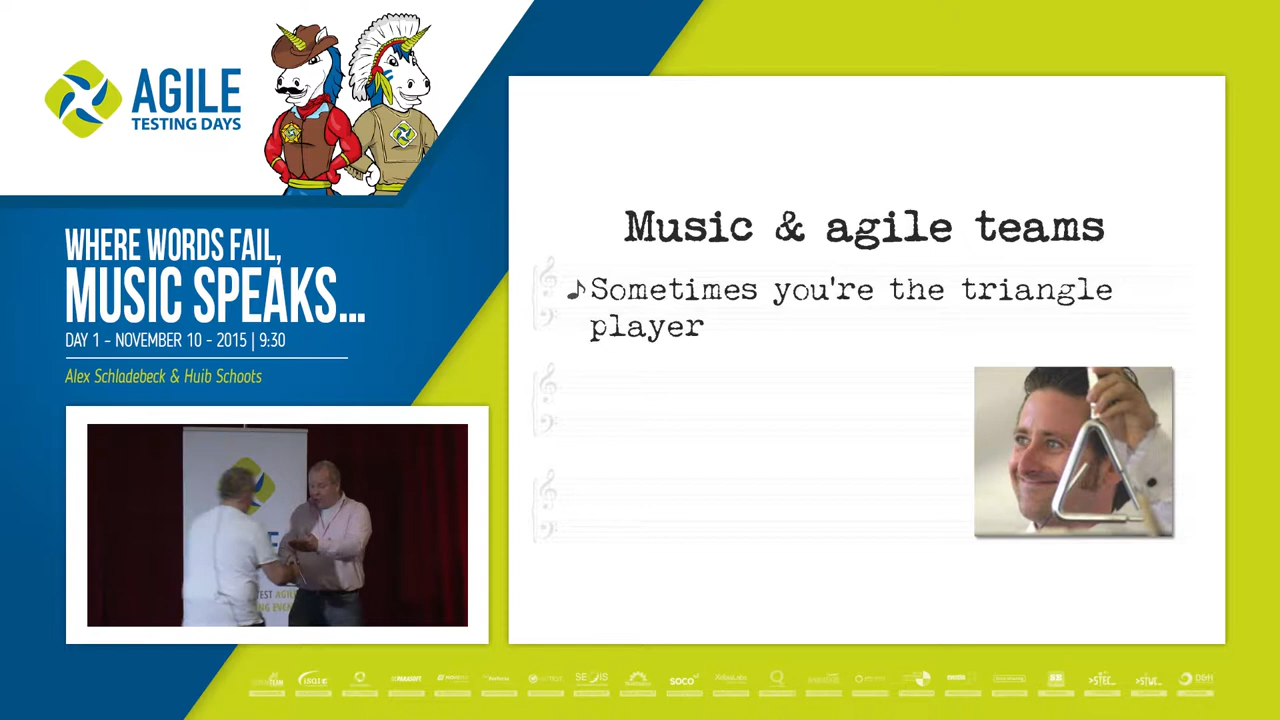 AGILE
TESTING DAYS
WHERE WORDS FAIL,
MUSIC SPEAKS...
DAY 1 - NOVEMBER 10 - 2015 | 9:30
Alex Schladebeck & Huib Schoots
Music & agile teams
♪Sometimes you're the triangle
player
SOCO